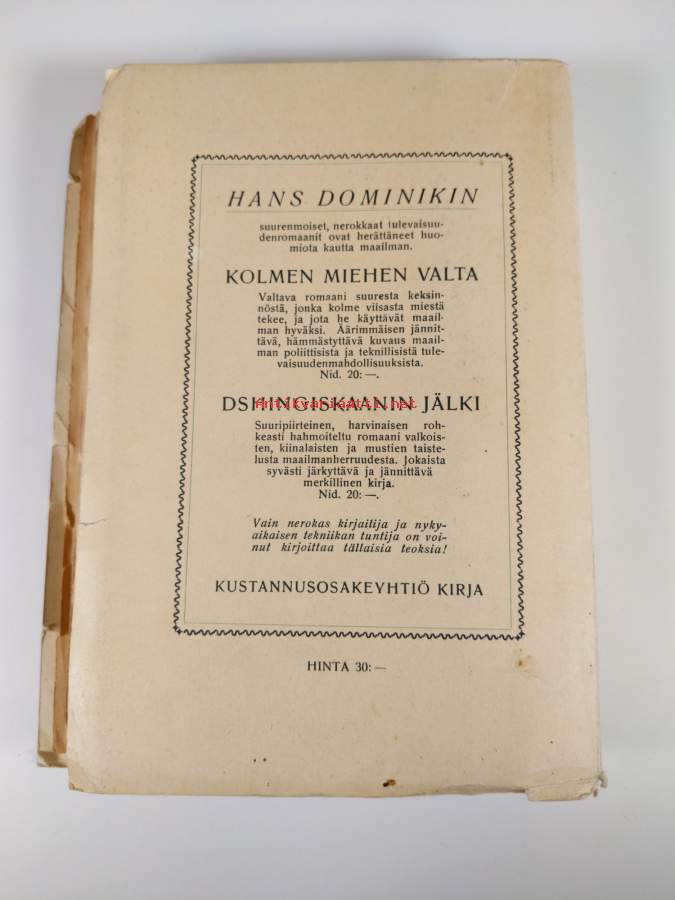 HANS DOMINIKIN
suurenmoiset, nerokkaat tulevaisuu-
denromaanit ovat herättäneet huo-
miota kautta maailman.
KOLMEN MIEHEN VALTA
Valtava romaani suuresta keksin-
nöstä, jonka kolme viisasta miestä
tekee, ja jota he käyttävät maail-
man hyväksi. Äärimmäisen jännit-
tävä, hämmästyttävä kuvaus maail-
man poliittisista ja teknillisistä tule-
vaisuudenmahdollisuuksista.
Nid. 20: —.
DSHINGISKAANIN JÄLKI
Antikvariaatti.net
Suuripiirteinen, harvinaisen roh-
keasti hahmoiteltu romaani valkois-
ten, kiinalaisten ja mustien taiste-
lusta maailmanherruudesta. Jokaista
syvästi järkyttävä ja jännittävä
merkillinen kirja.
Nid. 20: —.
Vain nerokas kirjailija ja nyky-
aikaisen tekniikan tuntija on voi-
nut kirjoittaa tällaisia teoksia!
KUSTANNUSOSAKEYHTIÖ KIRJA
HINTA 30: —